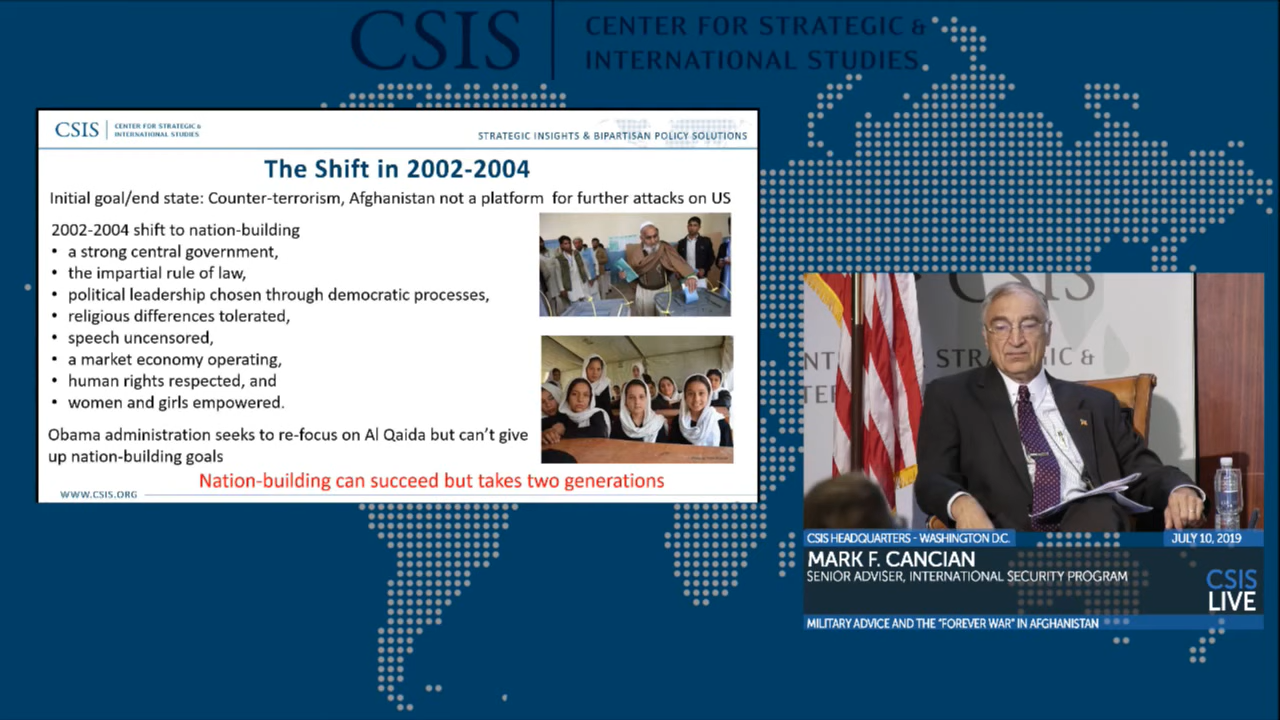 CSIS
CENTER FOR STRATEGIC &
INTERNATIONAL STUDIES
CSIS
CENTER FOR STRATEGIC &
INTERNATIONAL STUDIES
STRATEGIC INSIGHTS & BIPARTISAN POLICY SOLUTIONS
The Shift in 2002-2004
Initial goal/end state: Counter-terrorism, Afghanistan not a platform for further attacks on US
2002-2004 shift to nation-building
• a strong central government,
• the impartial rule of law,
• political leadership chosen through democratic processes,
• religious differences tolerated,
• speech uncensored,
• a market economy operating,
• human rights respected, and
• women and girls empowered.
Obama administration seeks to re-focus on Al Qaida but can't give
up nation-building goals
Nation-building can succeed but takes two generations
WWW.CSIS.ORG
CSIS
NT
STR
IC &
TER
CSIS HEADQUARTERS - WASHINGTON D.C.
JULY 10, 2019
MARK F. CANCIAN
SENIOR ADVISER, INTERNATIONAL SECURITY PROGRAM
CSIS
LIVE
MILITARY ADVICE AND THE "FOREVER WAR" IN AFGHANISTAN